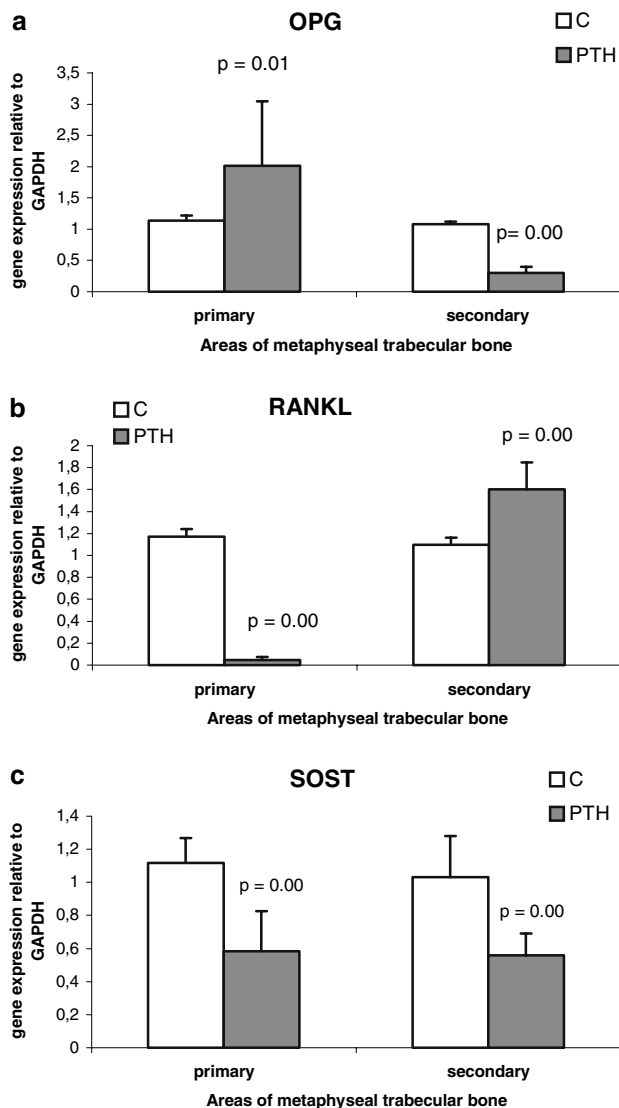 a
OPG
C
PTH
gene expression relative to
GAPDH
3,5
3
2,5
2
1,5
1
0,5
0
p = 0.01
p= 0.00
primary
secondary
Areas of metaphyseal trabecular bone
b
RANKL
C
PTH
gene expression relative to
GAPDH
2
1,8
1,6
1,4
1,2
1
0,8
0,6
0,4
0,2
0
p = 0.00
p = 0.00
primary
secondary
Areas of metaphyseal trabecular bone
c
SOST
C
PTH
gene expression relative to
GAPDH
1,4
1,2
1
0,8
0,6
0,4
0,2
0
p = 0.00
p = 0.00
primary
secondary
Areas of metaphyseal trabecular bone